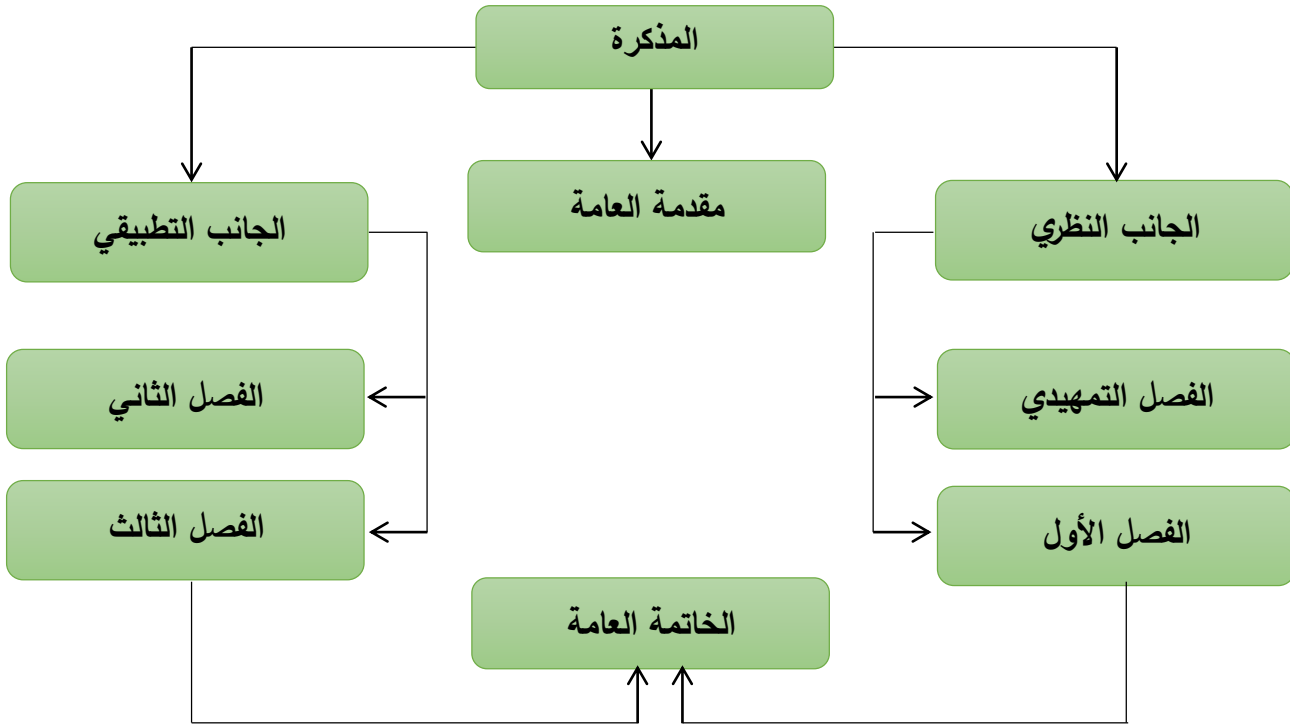 المذكرة
مقدمة العامة
الجانب النظري
الجانب التطبيقي
الفصل التمهيدي
الفصل الثاني
الفصل الأول
الفصل الثالث
الخاتمة العامة